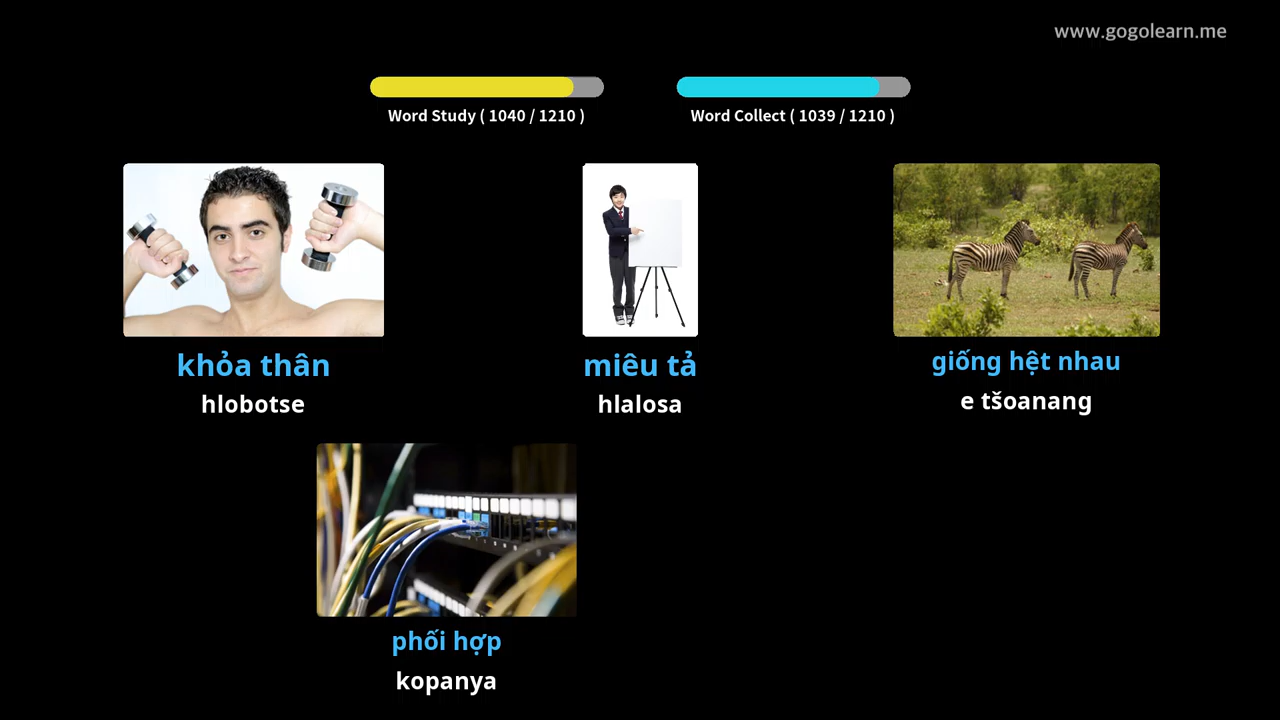 www.gogolearn.me
Word Study ( 1040 / 1210 )
Word Collect ( 1039 / 1210 )
khỏa thân
hlobotse
miêu tả
hlalosa
giống hệt nhau
e tšoanang
phối hợp
kopanya